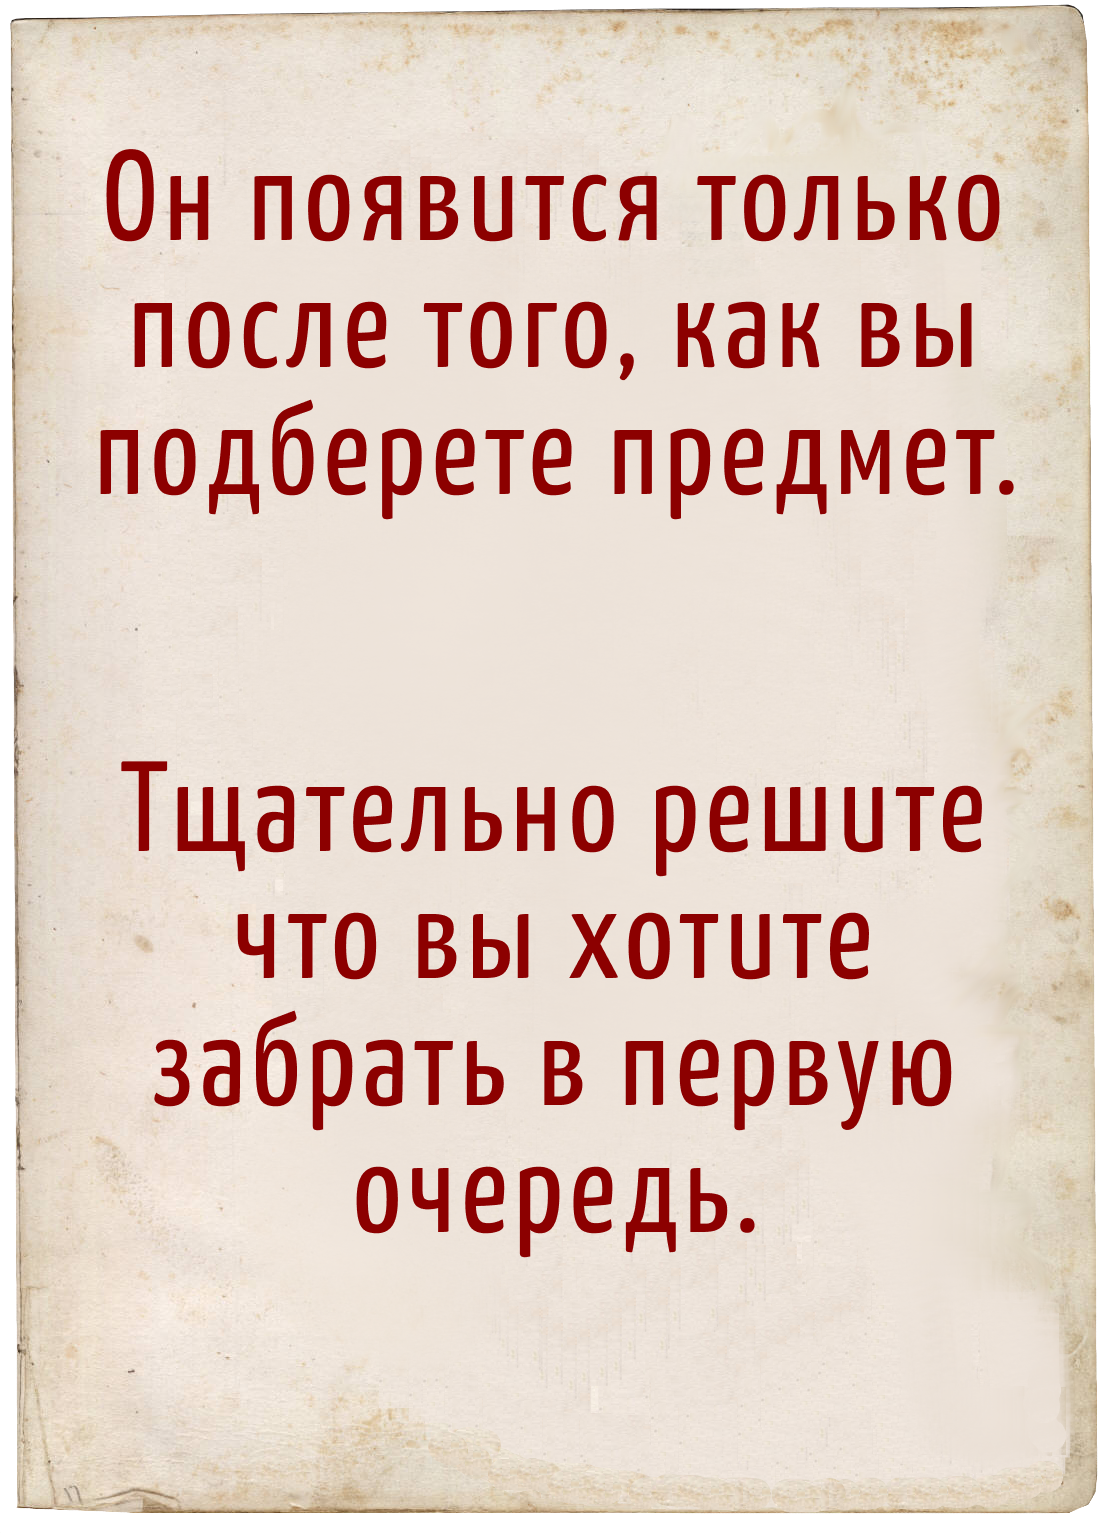 Он появится только
после того, как вы
подберете предмет.
Тщательно решите
что вы хотите
забрать в первую
очередь.